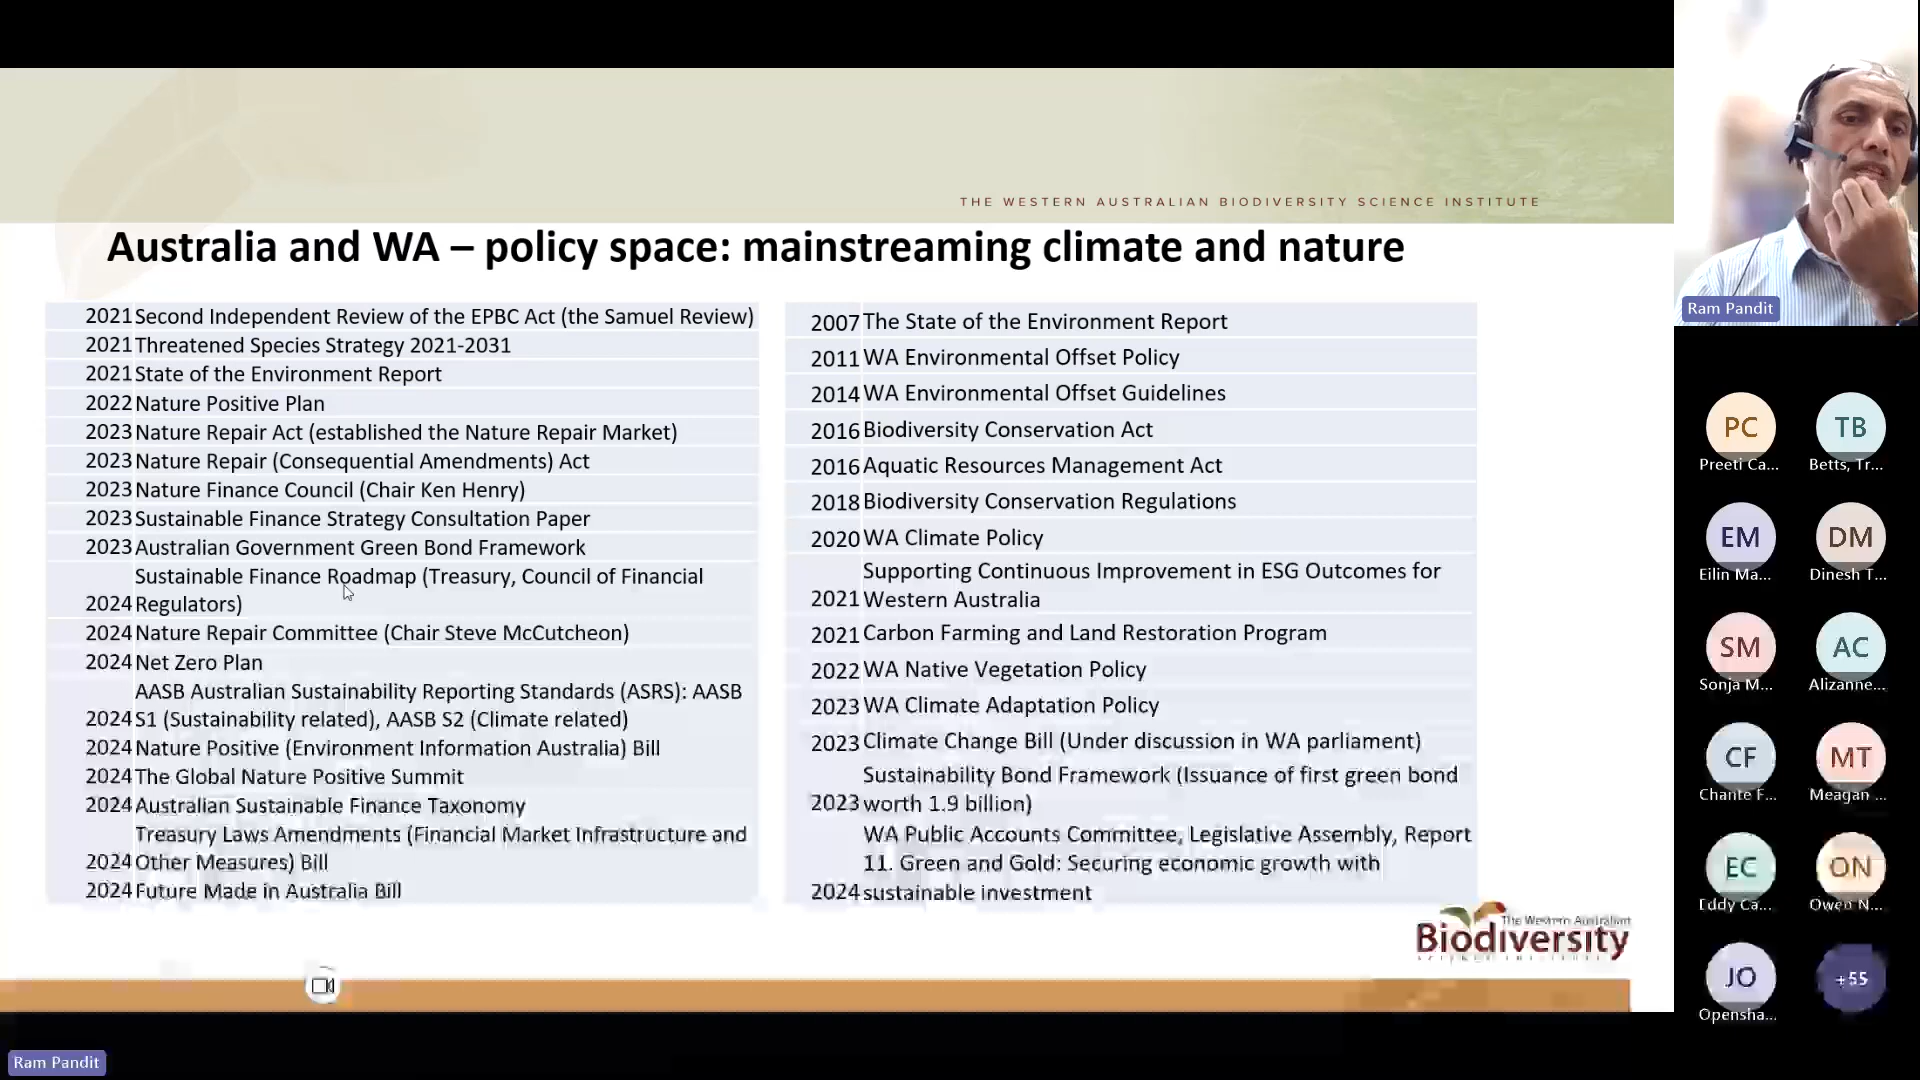 THE WESTERN AUSTRALIAN BIODIVERSITY SCIENCE INSTITUTE
Australia and WA – policy space: mainstreaming climate and nature
2021 Second Independent Review of the EPBC Act (the Samuel Review)
2021 Threatened Species Strategy 2021-2031
2021 State of the Environment Report
2022 Nature Positive Plan
2023 Nature Repair Act (established the Nature Repair Market)
2023 Nature Repair (Consequential Amendments) Act
2023 Nature Finance Council (Chair Ken Henry)
2023 Sustainable Finance Strategy Consultation Paper
2023 Australian Government Green Bond Framework
Sustainable Finance Roadmap (Treasury, Council of Financial
2024 Regulators)
2024 Nature Repair Committee (Chair Steve McCutcheon)
2024 Net Zero Plan
AASB Australian Sustainability Reporting Standards (ASRS): AASB
2024 S1 (Sustainability related), AASB S2 (Climate related)
2024 Nature Positive (Environment Information Australia) Bill
2024 The Global Nature Positive Summit
2024 Australian Sustainable Finance Taxonomy
Treasury Laws Amendments (Financial Market Infrastructure and
2024 Other Measures) Bill
2024 Future Made in Australia Bill
2007 The State of the Environment Report
2011 WA Environmental Offset Policy
2014 WA Environmental Offset Guidelines
2016 Biodiversity Conservation Act
2016 Aquatic Resources Management Act
2018 Biodiversity Conservation Regulations
2020 WA Climate Policy
Supporting Continuous Improvement in ESG Outcomes for
2021 Western Australia
2021 Carbon Farming and Land Restoration Program
2022 WA Native Vegetation Policy
2023 WA Climate Adaptation Policy
2023 Climate Change Bill (Under discussion in WA parliament)
Sustainability Bond Framework (Issuance of first green bond
2023 worth 1.9 billion)
WA Public Accounts Committee, Legislative Assembly, Report
11. Green and Gold: Securing economic growth with
2024 sustainable investment
The Western Australian
Biodiversity
Ram Pandit
Ram Pandit
PC
Preeti Ca...
TB
Betts, Tr...
EM
Eilin Ma...
DM
Dinesh T...
SM
Sonja M...
AC
Alizanne...
CF
Chante F...
MT
Meagan ...
EC
Eddy Ca...
ON
Owen N...
JO
Opensha...
+55